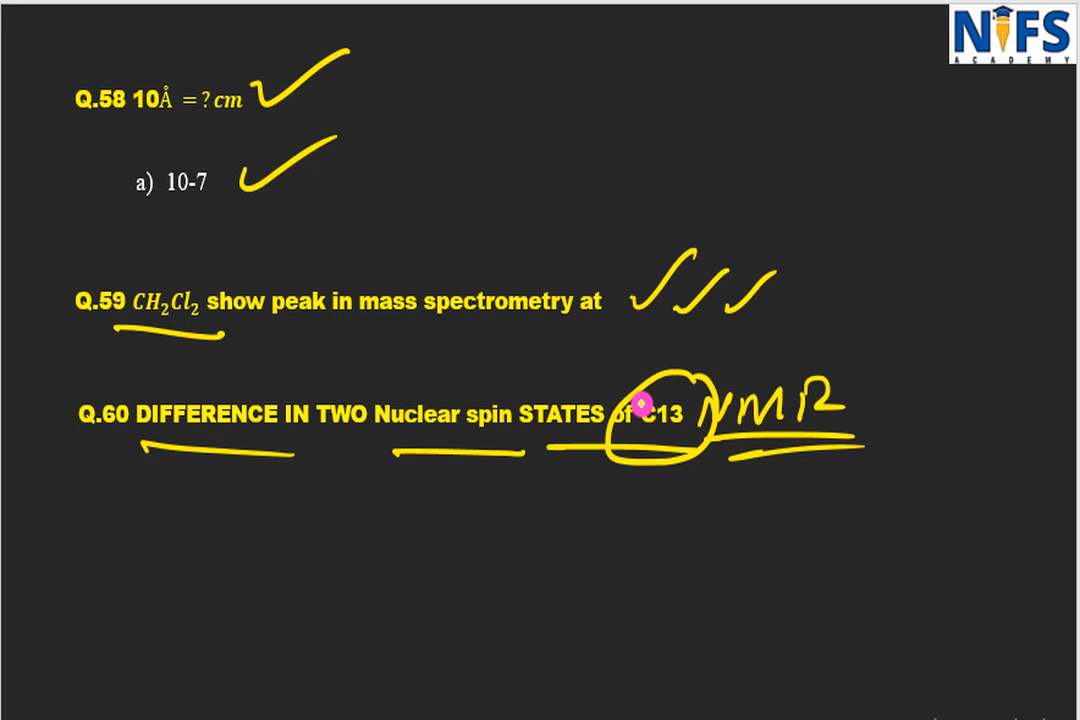 NiFS
ACADEMY
Q.58 10Å = ? cm
a) 10-7
Q.59 CH₂Cl₂ show peak in mass spectrometry at
Q.60 DIFFERENCE IN TWO Nuclear spin STATES of C13 NMR